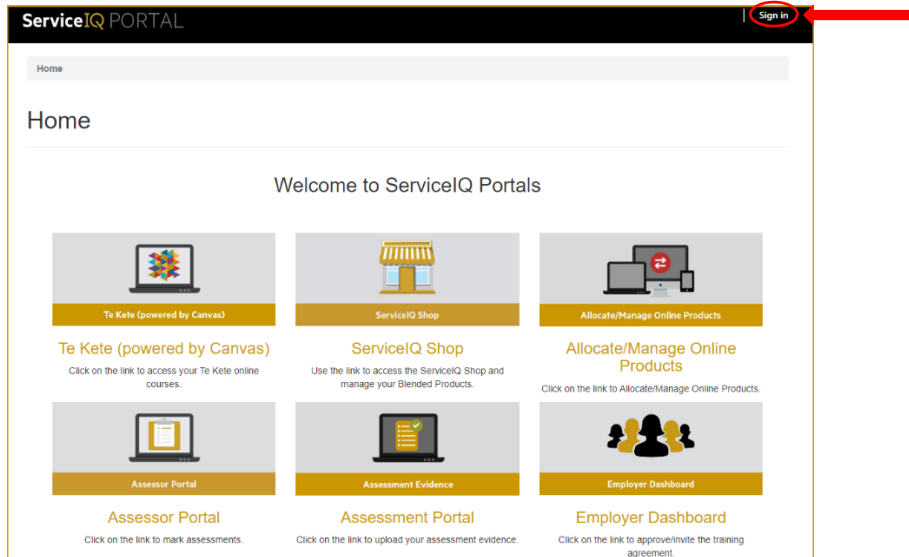 ServiceIQ PORTAL
| Sign in
Home
Home
Welcome to ServiceIQ Portals
Te Kete (powered by Canvas)
ServiceIQ Shop
Allocate/Manage Online Products
Te Kete (powered by Canvas)
Click on the link to access your Te Kete online
courses.
ServiceIQ Shop
Use the link to access the ServiceIQ Shop and
manage your Blended Products.
Allocate/Manage Online
Products
Click on the link to Allocate/Manage Online Products.
Assessor Portal
Assessment Evidence
Employer Dashboard
Assessor Portal
Click on the link to mark assessments.
Assessment Portal
Click on the link to upload your assessment evidence.
Employer Dashboard
Click on the link to approve/invite the training
agreement.